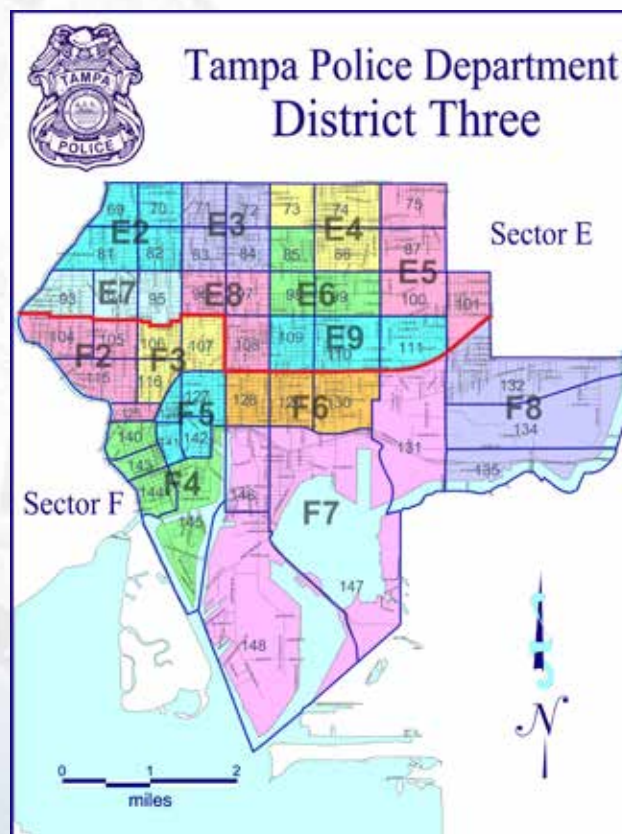 TAMPA
POLICE
Tampa Police Department
District Three
Sector E
69 70 71 72 73 74 75
E2 E3 E4
81 82 83 84 85 86 87
E5
93 95 E7 E8 97 E6 99 100 101
104 105 106 107 108 109 110 E9 111
F2 F3
116
127 128 F6 130 132
F5 F8
140 141 142 131 134
143 135
F4
144 146 F7
Sector F
145
147
148
0 1 2
miles
N